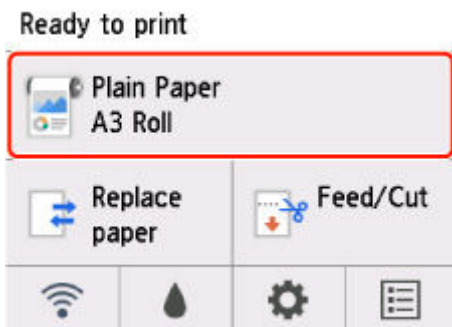 Ready to print
Plain Paper
A3 Roll
Replace
paper
Feed/Cut